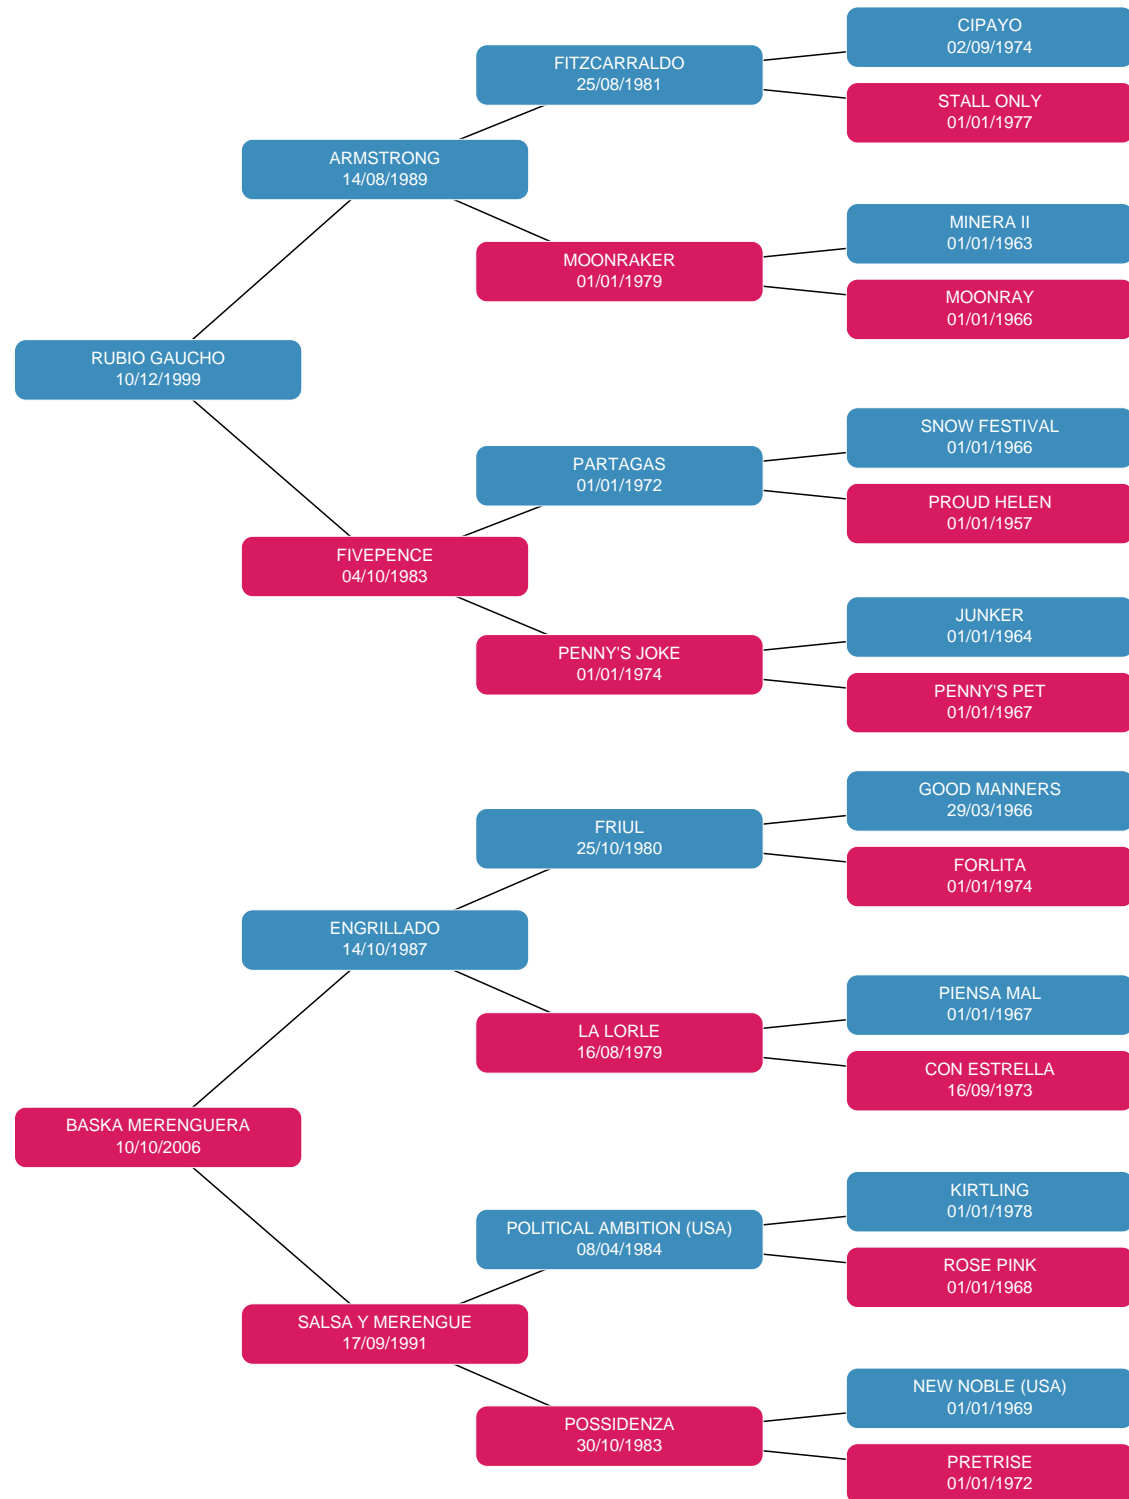 CIPAYO
02/09/1974
FITZCARRALDO
25/08/1981
STALL ONLY
01/01/1977
ARMSTRONG
14/08/1989
MINERA II
01/01/1963
MOONRAKER
01/01/1979
MOONRAY
01/01/1966
RUBIO GAUCHO
10/12/1999
SNOW FESTIVAL
01/01/1966
PARTAGAS
01/01/1972
PROUD HELEN
01/01/1957
FIVEPENCE
04/10/1983
JUNKER
01/01/1964
PENNY'S JOKE
01/01/1974
PENNY'S PET
01/01/1967
GOOD MANNERS
29/03/1966
FRIUL
25/10/1980
FORLITA
01/01/1974
ENGRILLADO
14/10/1987
PIENSA MAL
01/01/1967
LA LORLE
16/08/1979
CON ESTRELLA
16/09/1973
BASKA MERENGUERA
10/10/2006
KIRTLING
01/01/1978
POLITICAL AMBITION (USA)
08/04/1984
ROSE PINK
01/01/1968
SALSA Y MERENGUE
17/09/1991
NEW NOBLE (USA)
01/01/1969
POSSIDENZA
30/10/1983
PRETRISE
01/01/1972